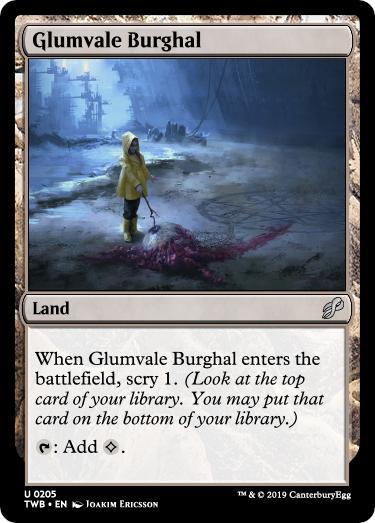 Glumvale Burghal
Land
When Glumvale Burghal enters the
battlefield, scry 1. (Look at the top
card of your library. You may put that
card on the bottom of your library.)
: Add .
U 0205
TWB • EN Joakim Ericsson
™ & © 2019 CanterburyEgg